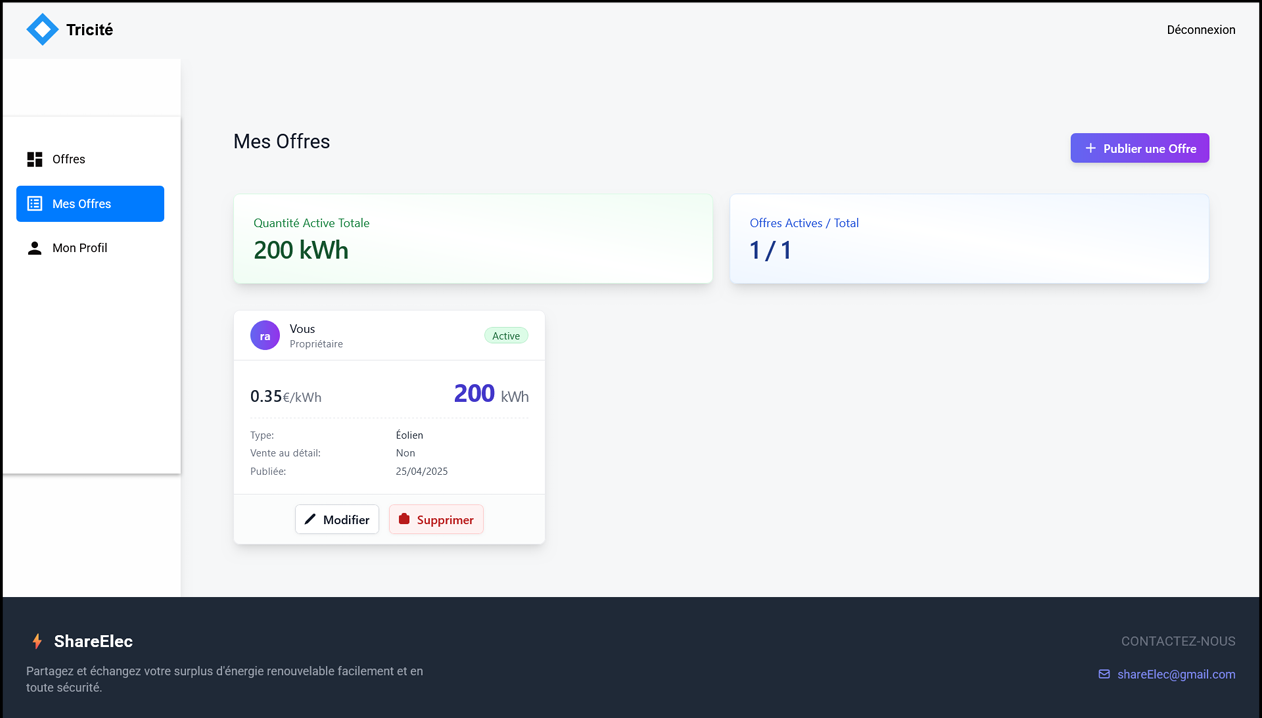 Tricité
Déconnexion
Offres
Mes Offres
Mon Profil
Mes Offres
Publier une Offre
Quantité Active Totale
200 kWh
Offres Actives / Total
1 / 1
ra
Vous
Propriétaire
Active
0.35€/kWh
200 kWh
Type: Éolien
Vente au détail: Non
Publiée: 25/04/2025
Modifier
Supprimer
ShareElec
Partagez et échangez votre surplus d'énergie renouvelable facilement et en
toute sécurité.
CONTACTEZ-NOUS
shareElec@gmail.com